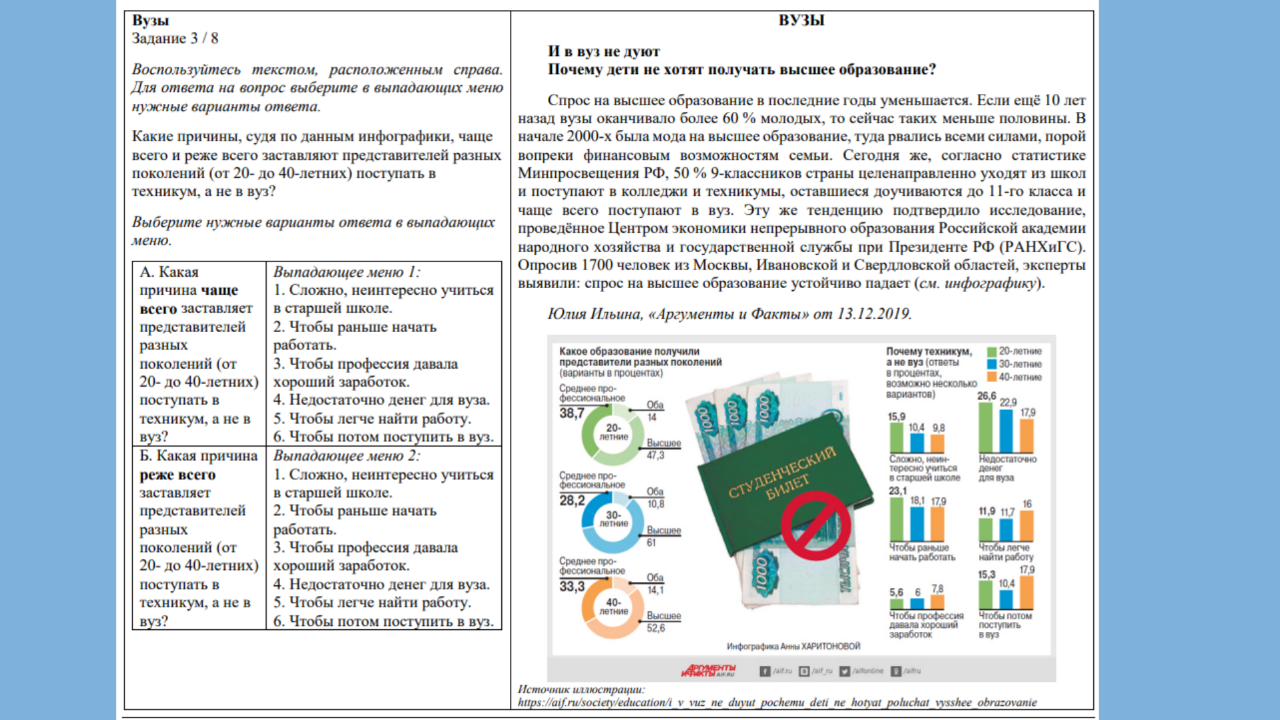 Вузы
Задание 3 / 8
Воспользуйтесь текстом, расположенным справа.
Для ответа на вопрос выберите в выпадающих меню
нужные варианты ответа.
Какие причины, судя по данным инфографики, чаще
всего и реже всего заставляют представителей разных
поколений (от 20- до 40-летних) поступать в
техникум, а не в вуз?
Выберите нужные варианты ответа в выпадающих
меню.
А. Какая
причина чаще
всего заставляет
представителей
разных
поколений (от
20- до 40-летних)
поступать в
техникум, а не в
вуз?
Выпадающее меню 1:
1. Сложно, неинтересно учиться
в старшей школе.
2. Чтобы раньше начать
работать.
3. Чтобы профессия давала
хороший заработок.
4. Недостаточно денег для вуза.
5. Чтобы легче найти работу.
6. Чтобы потом поступить в вуз.
Б. Какая причина
реже всего
заставляет
представителей
разных
поколений (от
20- до 40-летних)
поступать в
техникум, а не в
вуз?
Выпадающее меню 2:
1. Сложно, неинтересно учиться
в старшей школе.
2. Чтобы раньше начать
работать.
3. Чтобы профессия давала
хороший заработок.
4. Недостаточно денег для вуза.
5. Чтобы легче найти работу.
6. Чтобы потом поступить в вуз.
ВУЗЫ
И в вуз не дуют
Почему дети не хотят получать высшее образование?
Спрос на высшее образование в последние годы уменьшается. Если ещё 10 лет
назад вузы оканчивало более 60 % молодых, то сейчас таких меньше половины. В
начале 2000-х была мода на высшее образование, туда рвались всеми силами, порой
вопреки финансовым возможностям семьи. Сегодня же, согласно статистике
Минпросвещения РФ, 50 % 9-классников страны целенаправленно уходят из школ
и поступают в колледжи и техникумы, оставшиеся доучиваются до 11-го класса и
чаще всего поступают в вуз. Эту же тенденцию подтвердило исследование,
проведённое Центром экономики непрерывного образования Российской академии
народного хозяйства и государственной службы при Президенте РФ (РАНХиГС).
Опросив 1700 человек из Москвы, Ивановской и Свердловской областей, эксперты
выявили: спрос на высшее образование устойчиво падает (см. инфографику).
Юлия Ильина, «Аргументы и Факты» от 13.12.2019.
Какое образование получили
представители разных поколений
(варианты в процентах)
Среднее про-
фессиональное
38,7
Оба
14
20-
летние
Высшее
47,3
Среднее про-
фессиональное
28,2
Оба
10,8
30-
летние
Высшее
61
Среднее про-
фессиональное
33,3
Оба
14,1
40-
летние
Высшее
52,6
1000
1000
1000
СТУДЕНЧЕСКИЙ
БИЛЕТ
1000
Почему техникум,
а не вуз (ответы
в процентах,
возможно несколько
вариантов)
20-летние
30-летние
40-летние
15,9 10,4 9,8
Сложно, неин-
тересно учиться
в старшей школе
26,6 22,9 17,9
Недостаточно
денег
для вуза
23,1 18,1 17,9
Чтобы раньше
начать работать
11,9 11,7 16
Чтобы легче
найти работу
5,6 6 7,8
Чтобы профессия
давала хороший
заработок
15,3 10,4 17,9
Чтобы потом
поступить
в вуз
Инфографика Анны ХАРИТОНОВОЙ
АРГУМЕНТЫ
И ФАКТЫ AIF.RU
/aif.ru /aif_ru /aifonline /aifru
Источник иллюстрации:
https://aif.ru/society/education/i_v_vuz_ne_duyut_pochemu_deti_ne_hotyat_poluchat_vysshee_obrazovanie